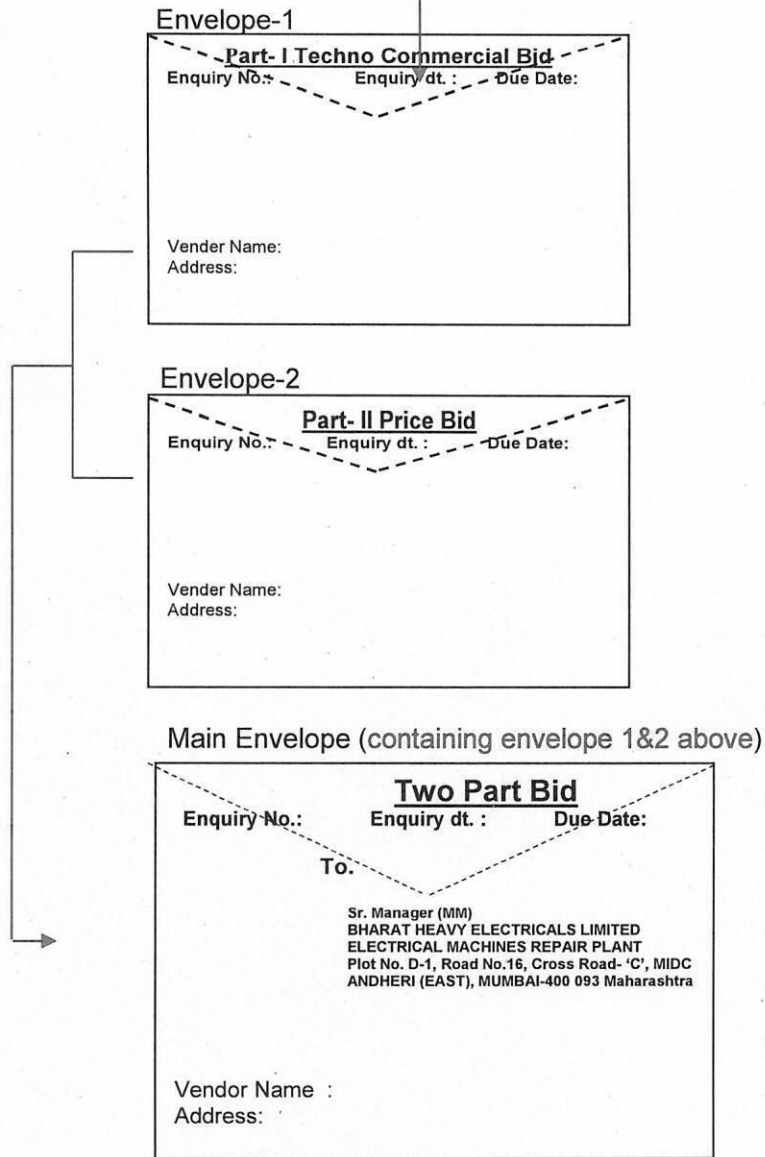 Envelope-1
Part- I Techno Commercial Bid
Enquiry No.: Enquiry dt. : Due Date:
Vender Name:
Address:
Envelope-2
Part- II Price Bid
Enquiry No.: Enquiry dt. : Due Date:
Vender Name:
Address:
Main Envelope (containing envelope 1&2 above)
Two Part Bid
Enquiry No.: Enquiry dt. : Due Date:
To.
Sr. Manager (MM)
BHARAT HEAVY ELECTRICALS LIMITED
ELECTRICAL MACHINES REPAIR PLANT
Plot No. D-1, Road No.16, Cross Road- ‘C’, MIDC
ANDHERI (EAST), MUMBAI-400 093 Maharashtra
Vendor Name :
Address: